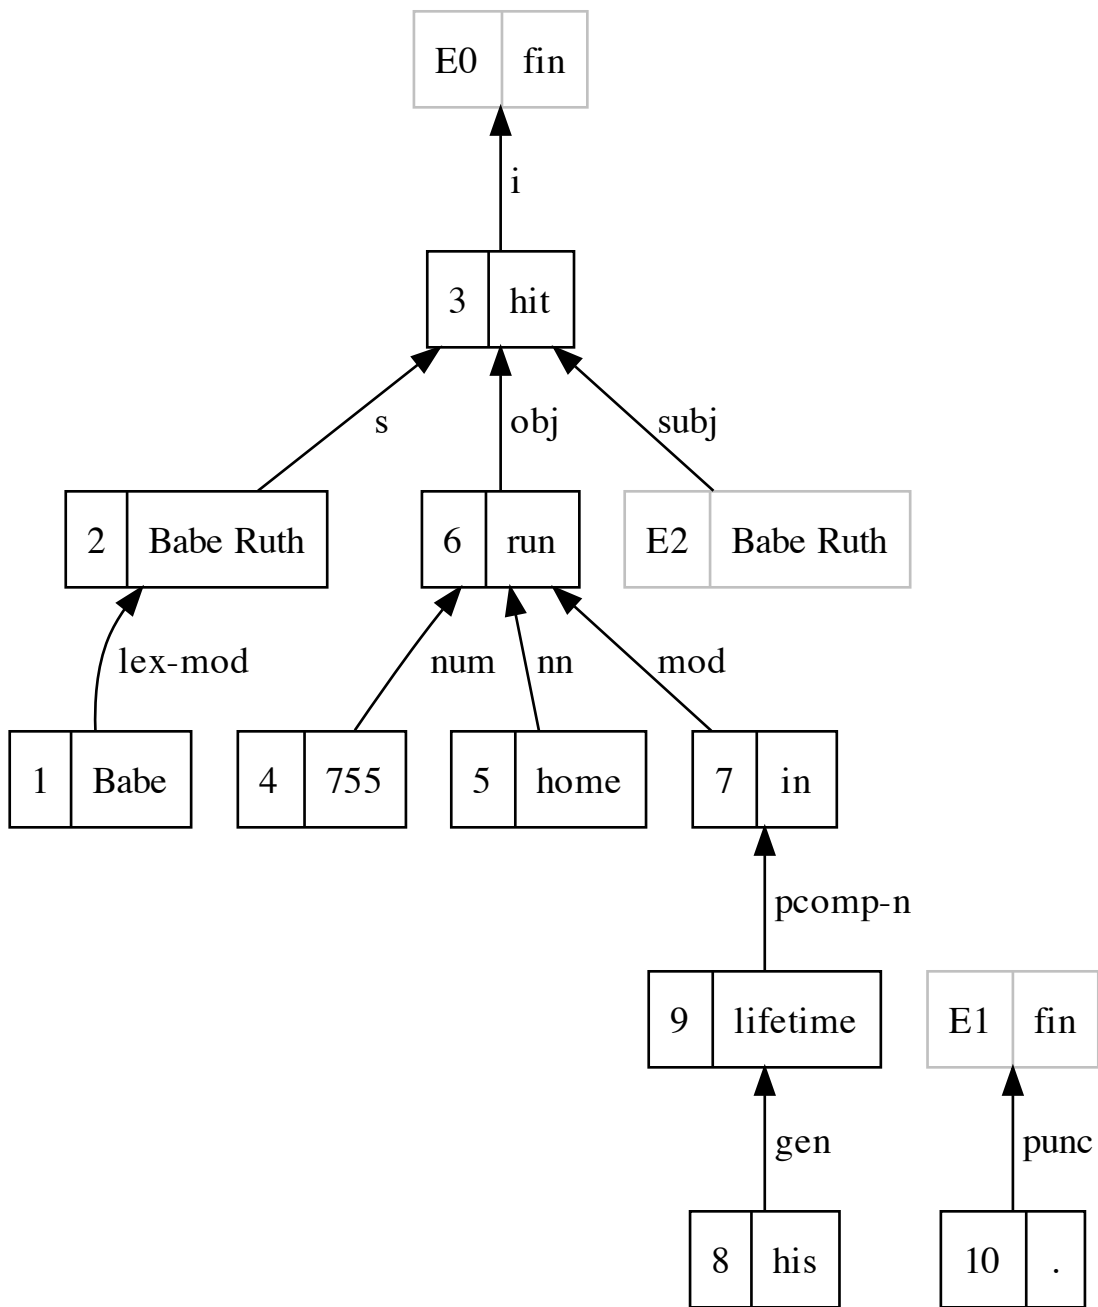 E0 fin
i
3 hit
s obj subj
2 Babe Ruth 6 run E2 Babe Ruth
lex-mod num nn mod
1 Babe 4 755 5 home 7 in
pcomp-n
9 lifetime E1 fin
gen punc
8 his 10 .